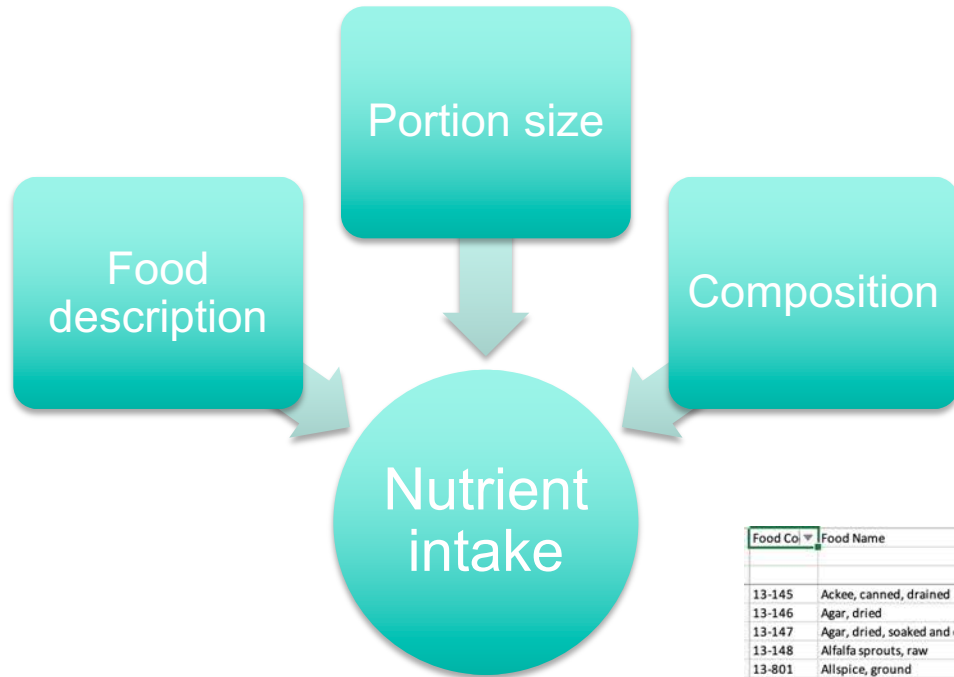 Portion size
Food
description
Composition
Nutrient
intake
Food Co Food Name
13-145 Ackee, canned, drained
13-146 Agar, dried
13-147 Agar, dried, soaked and
13-148 Alfalfa sprouts, raw
13-801 Allspice, ground